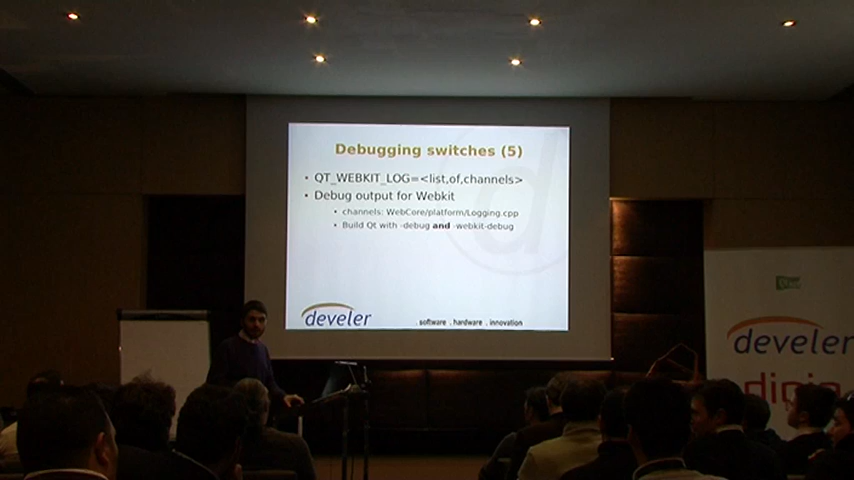 Debugging switches (5)
• QT_WEBKIT_LOG=<list,of,channels>
• Debug output for Webkit
• channels: WebCore/platform/Logging.cpp
• Build Qt with -debug and -webkit-debug
develer
. software . hardware . innovation
develer